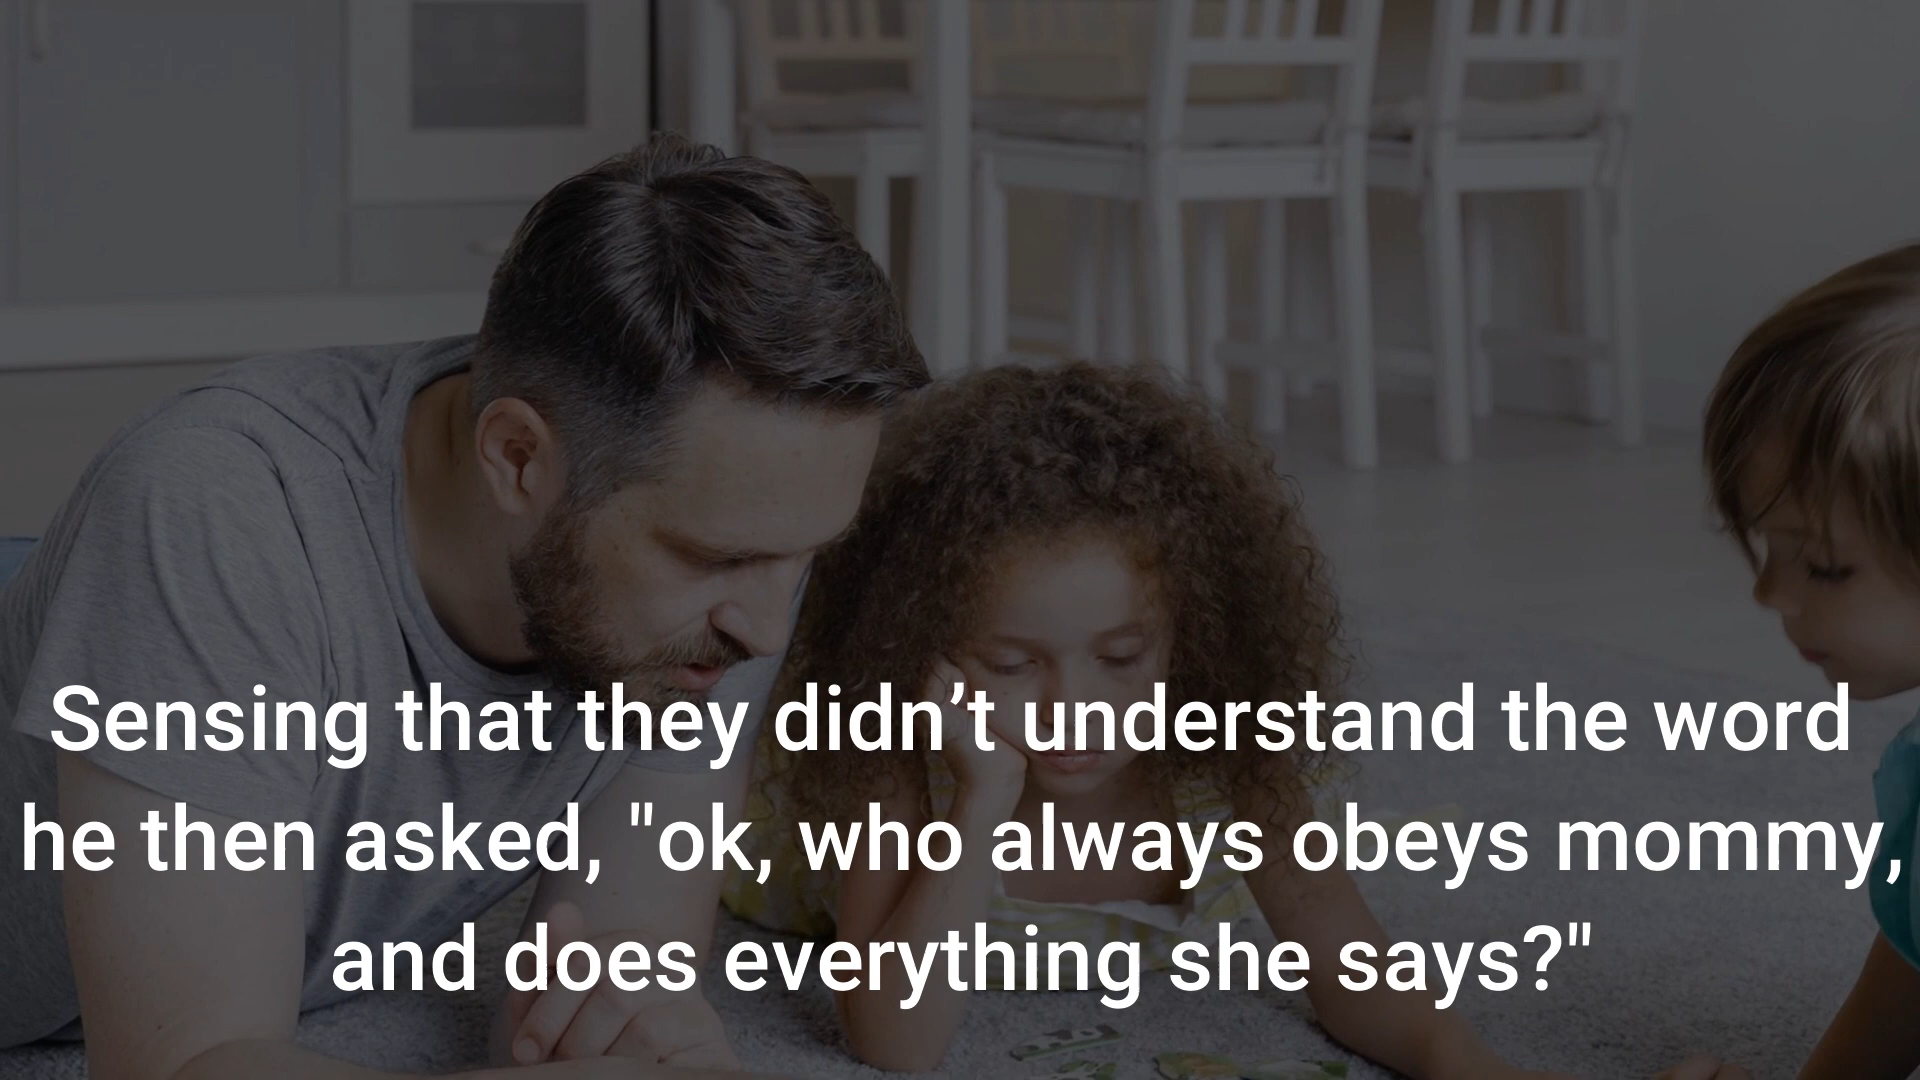 Sensing that they didn’t understand the word
he then asked, "ok, who always obeys mommy,
and does everything she says?"